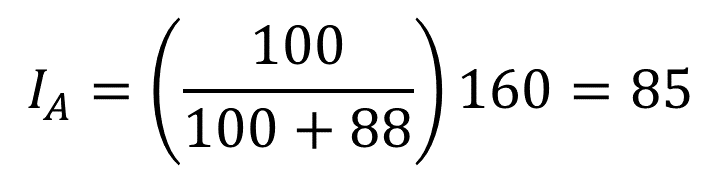 I_A = (100 / (100 + 88)) 160 = 85